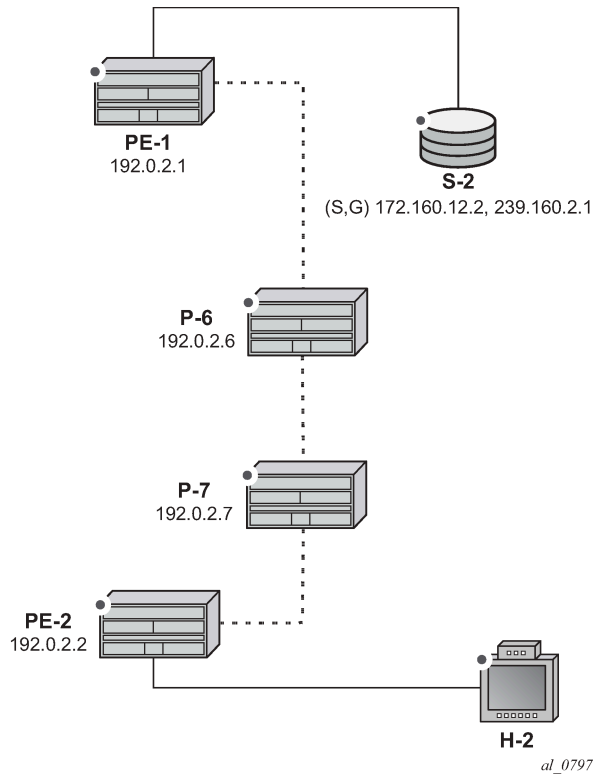 PE-1
192.0.2.1
S-2
(S,G) 172.160.12.2, 239.160.2.1
P-6
192.0.2.6
P-7
192.0.2.7
PE-2
192.0.2.2
H-2
al_0797